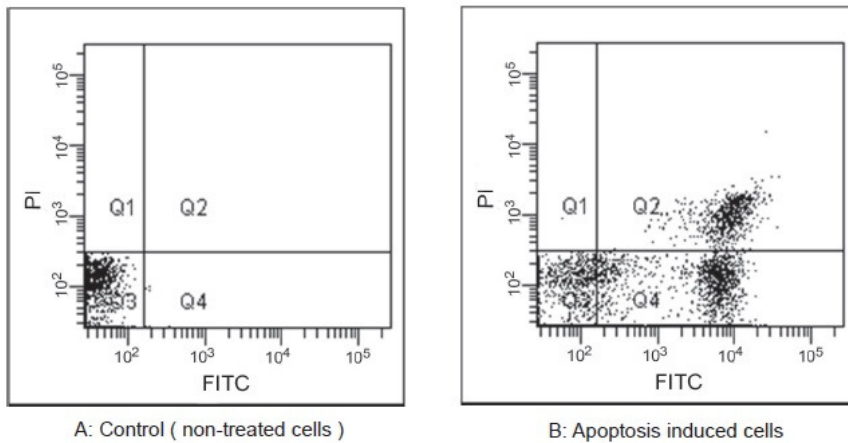 PI
10⁵
10⁴
10³
10²
Q1 Q2
Q3 Q4
10² 10³ 10⁴ 10⁵
FITC
A: Control ( non-treated cells )
PI
10⁵
10⁴
10³
10²
Q1 Q2
Q4
10² 10³ 10⁴ 10⁵
FITC
B: Apoptosis induced cells